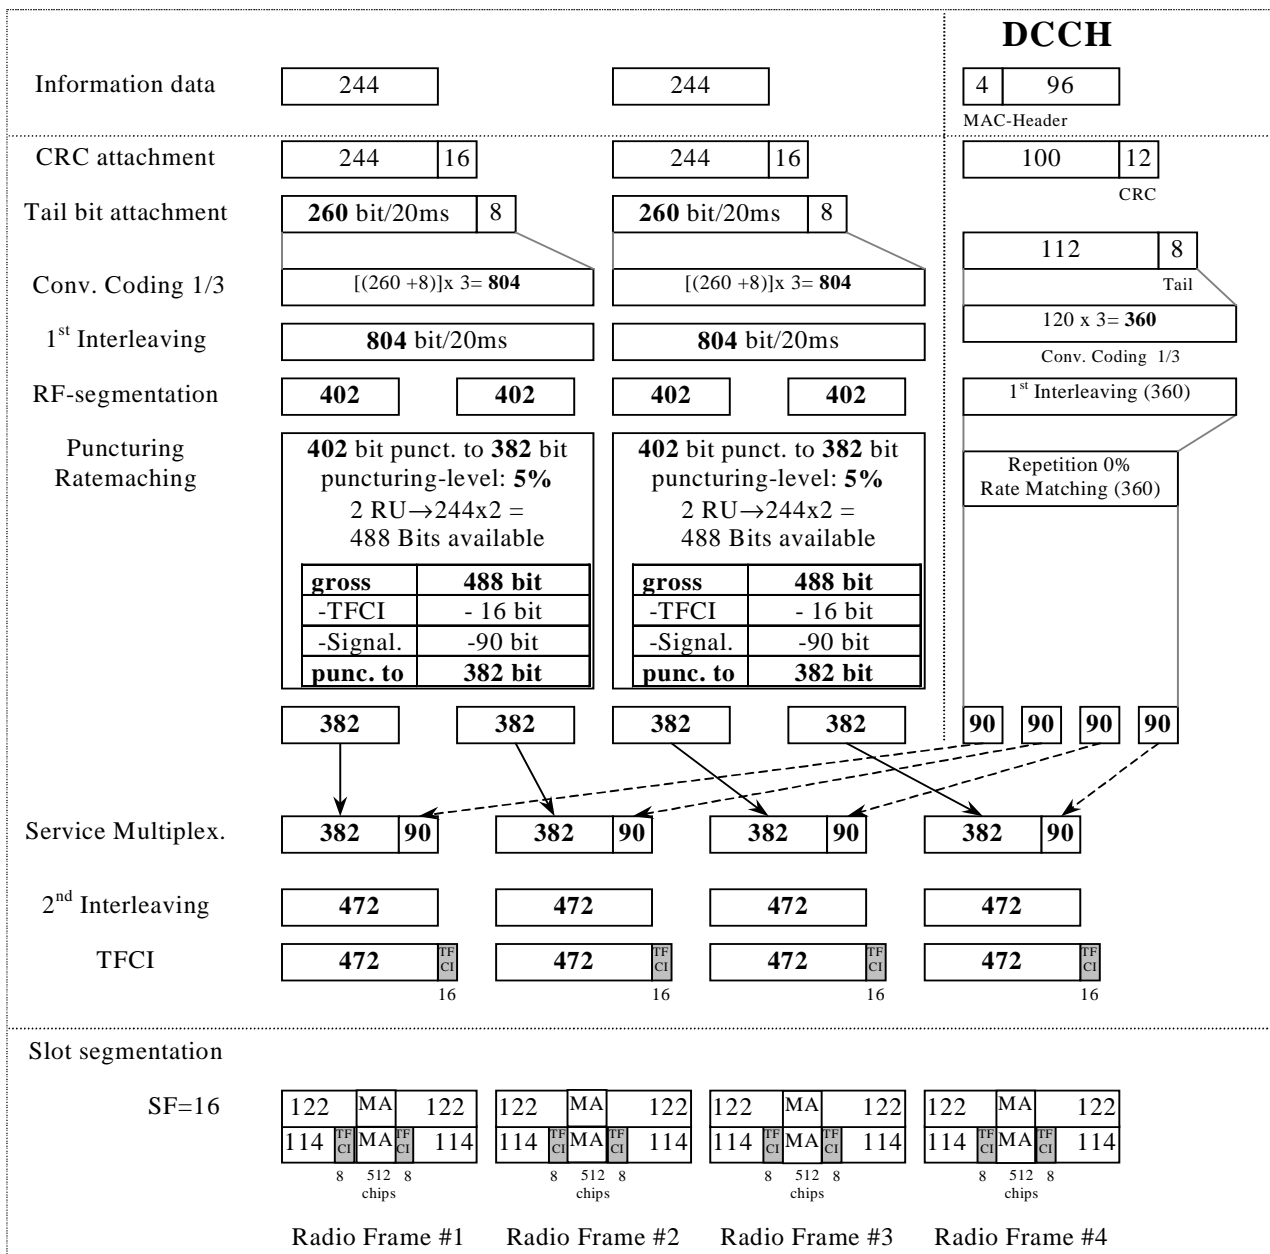 DCCH
Information data 244 244 4 96
MAC-Header
CRC attachment 244 16 244 16 100 12
CRC
Tail bit attachment 260 bit/20ms 8 260 bit/20ms 8
112 8
Tail
Conv. Coding 1/3 [(260 +8)]x 3= 804 [(260 +8)]x 3= 804
120 x 3= 360
Conv. Coding 1/3
1st Interleaving 804 bit/20ms 804 bit/20ms
RF-segmentation 402 402 402 402 1st Interleaving (360)
Puncturing
Ratemaching
402 bit punct. to 382 bit
puncturing-level: 5%
2 RU→244x2 =
488 Bits available
gross 488 bit
-TFCI - 16 bit
-Signal. -90 bit
punc. to 382 bit
402 bit punct. to 382 bit
puncturing-level: 5%
2 RU→244x2 =
488 Bits available
gross 488 bit
-TFCI - 16 bit
-Signal. -90 bit
punc. to 382 bit
Repetition 0%
Rate Matching (360)
382 382 382 382 90 90 90 90
Service Multiplex. 382 90 382 90 382 90 382 90
2nd Interleaving 472 472 472 472
TFCI 472 TF CI 472 TF CI 472 TF CI 472 TF CI
16 16 16 16
Slot segmentation
SF=16 122 MA 122 122 MA 122 122 MA 122 122 MA 122
114 TF CI MA TF CI 114 114 TF CI MA TF CI 114 114 TF CI MA TF CI 114 114 TF CI MA TF CI 114
8 512 8 8 512 8 8 512 8 8 512 8
chips chips chips chips
Radio Frame #1 Radio Frame #2 Radio Frame #3 Radio Frame #4